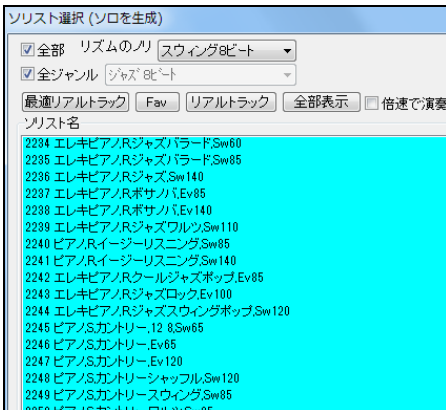 ソリスト選択 (ソロを生成)
全部 リズムのノリ スウィング8ビート
全ジャンル ジャズ 8ビート
最適リアルトラック Fav リアルトラック 全部表示 倍速で演奏
ソリスト名
2234 エレキピアノ,Rジャズバラード,Sw60
2235 エレキピアノ,Rジャズバラード,Sw85
2236 エレキピアノ,Rジャズ,Sw140
2237 エレキピアノ,Rボサノバ,Ev85
2238 エレキピアノ,Rボサノバ,Ev140
2239 エレキピアノ,Rジャズワルツ,Sw110
2240 ピアノ,Rイージーリスニング,Sw85
2241 ピアノ,Rイージーリスニング,Sw140
2242 エレキピアノ,Rクールジャズポップ,Ev85
2243 エレキピアノ,Rジャズロック,Ev100
2244 エレキピアノ,Rジャズスウィングポップ,Sw120
2245 ピアノ,Sカントリー,12 8,Sw65
2246 ピアノ,Sカントリー,Ev65
2247 ピアノ,Sカントリー,Ev120
2248 ピアノ,Sカントリーシャッフル,Sw120
2249 ピアノ,Sカントリースウィング,Sw85